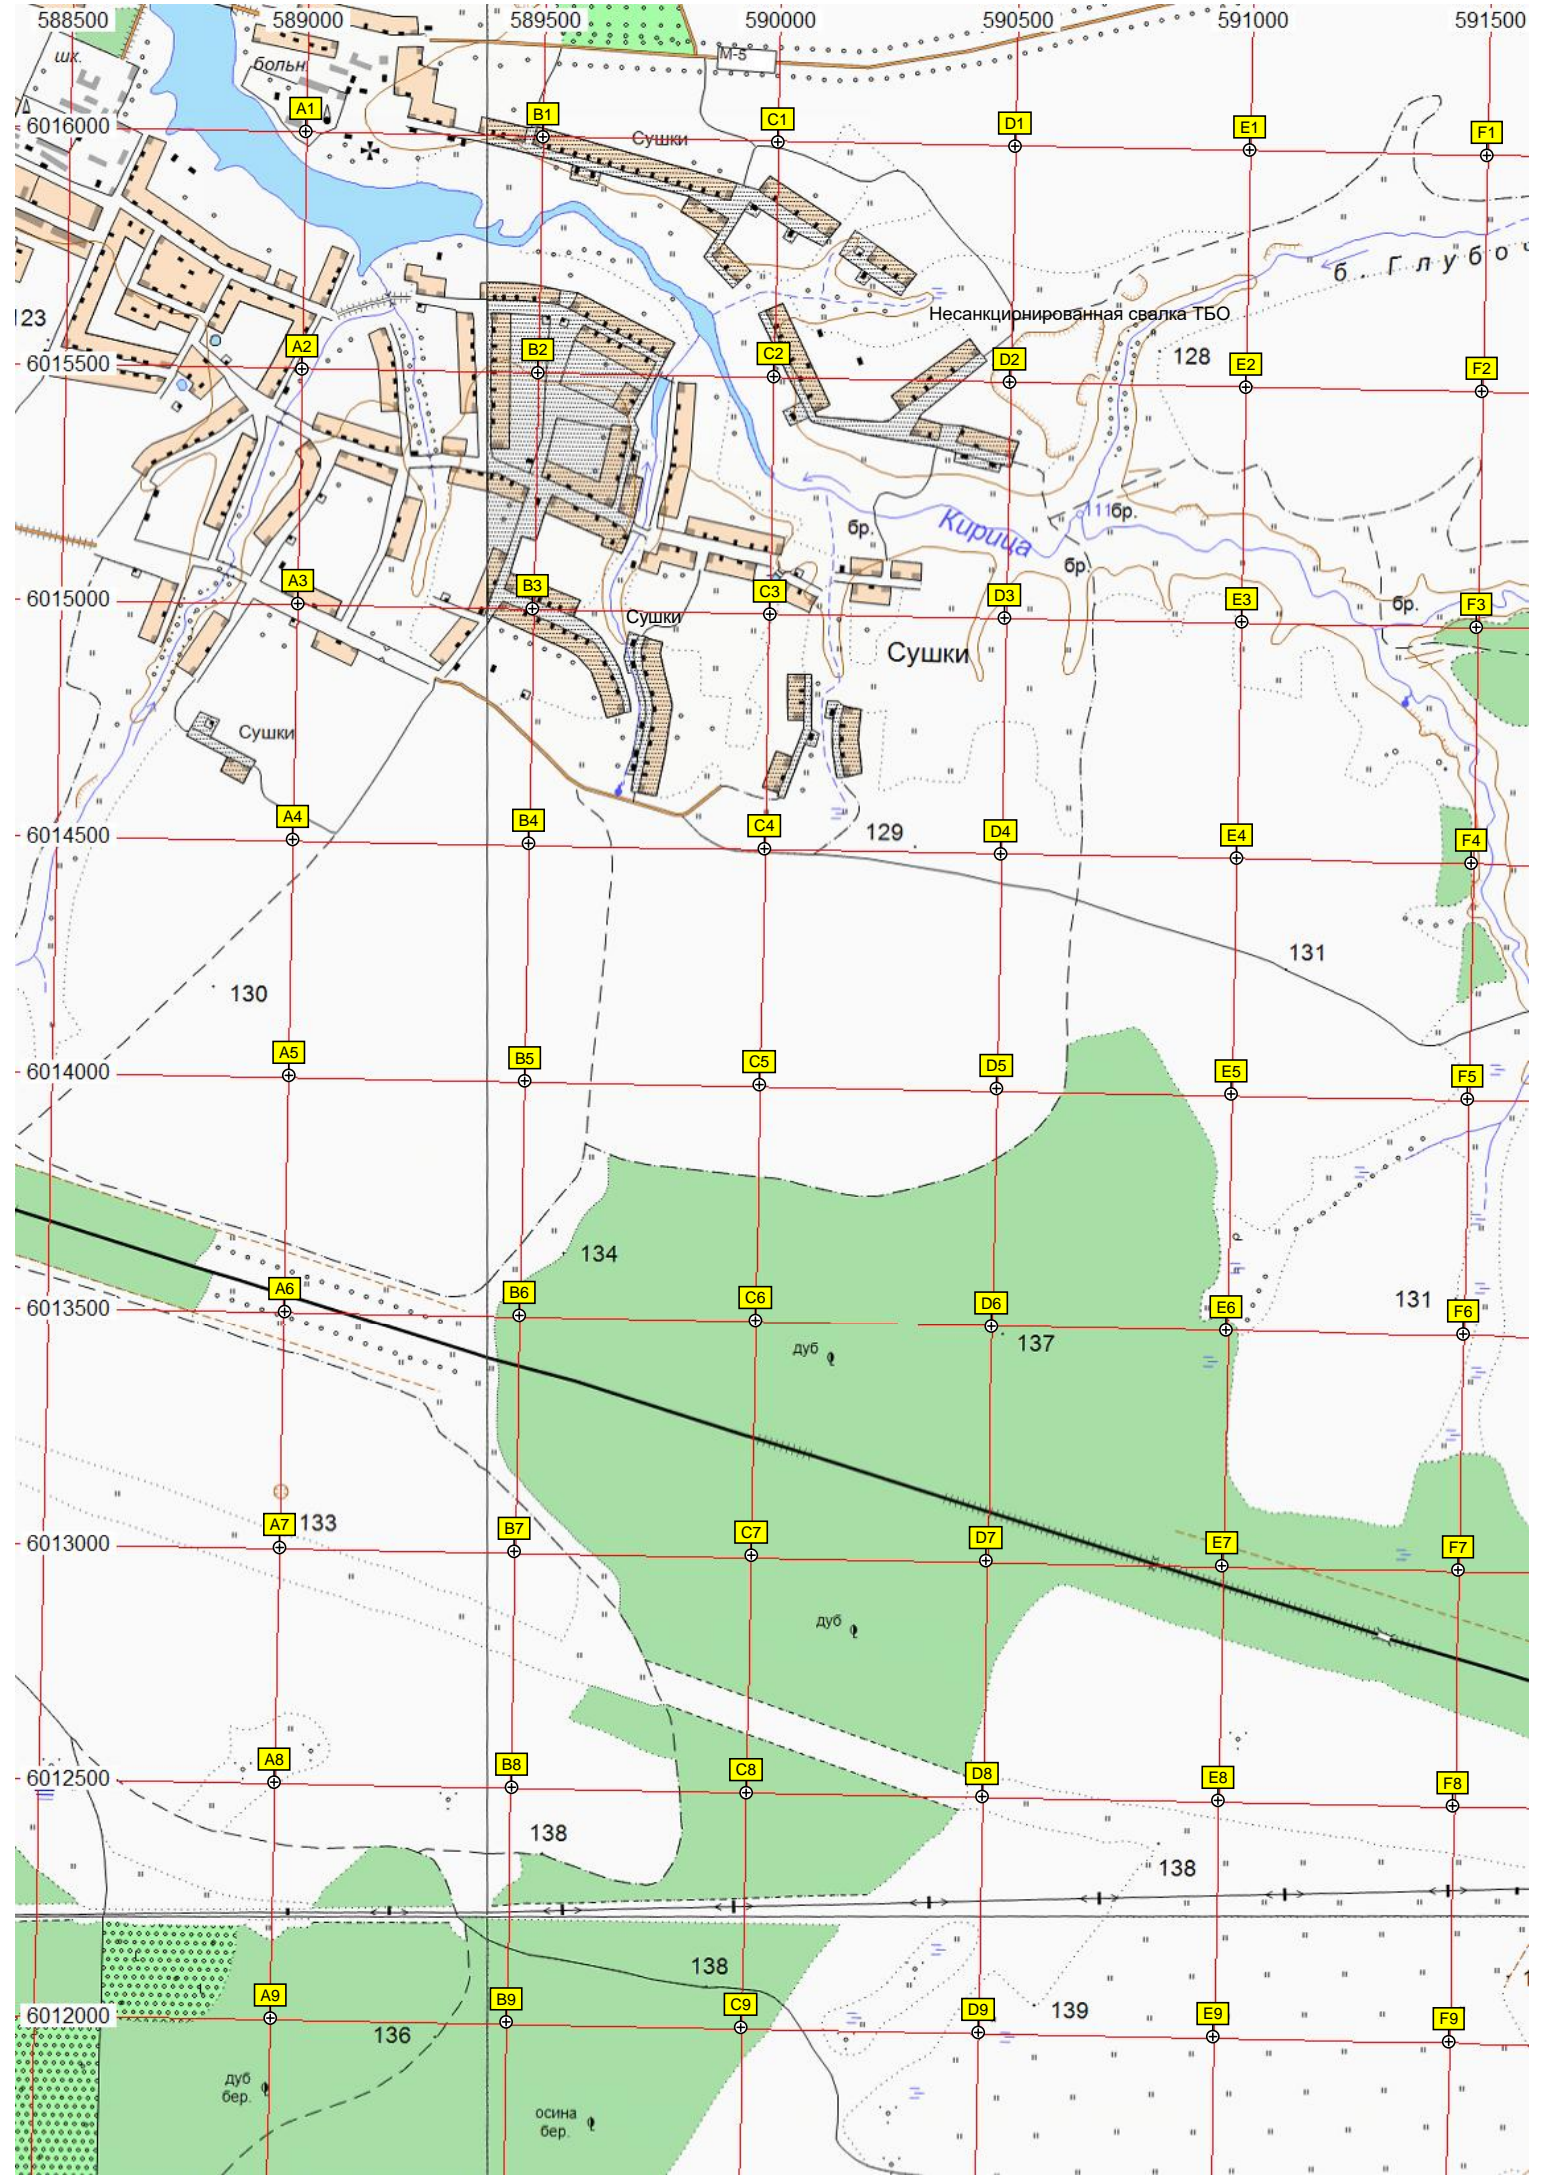 588500 589000 589500 590000 590500 591000 591500
шк.
больн.
М-5
A1 B1 C1 D1 E1 F1
6016000
Сушки
б. Глубо
123
Несанкционированная свалка ТБО
128
A2 B2 C2 D2 E2 F2
6015500
111
бр.
бр.
Кирица
бр.
бр.
A3 B3 C3 D3 E3 F3
6015000
Сушки
Сушки
Сушки
A4 B4 C4 D4 E4 F4
6014500
129
131
130
A5 B5 C5 D5 E5 F5
6014000
134
131
A6 B6 C6 D6 E6 F6
6013500
137
дуб
133
A7 B7 C7 D7 E7 F7
6013000
дуб
A8 B8 C8 D8 E8 F8
6012500
138
138
138
A9 B9 C9 D9 E9 F9
6012000
136
139
дуб
бер.
осина
бер.